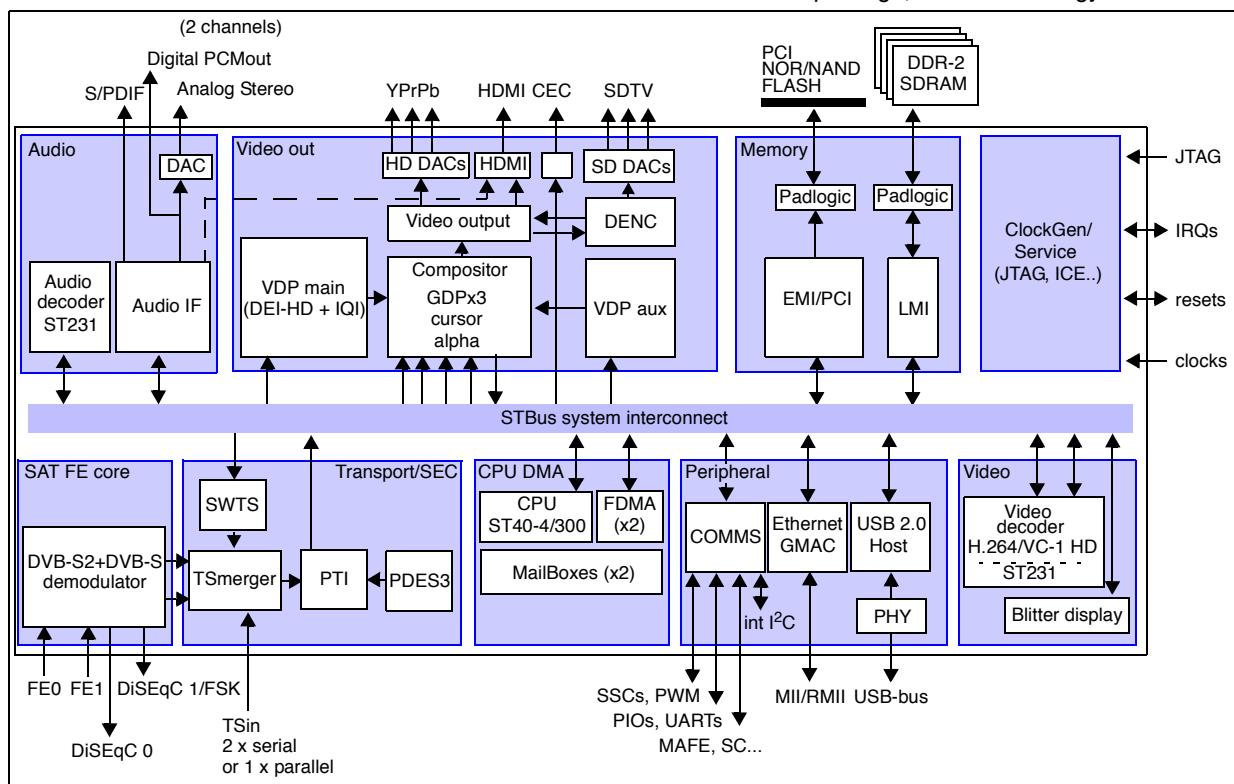 (2 channels)
Digital PCMout
S/PDIF
Analog Stereo
YPrPb
HDMI CEC
SDTV
PCI
NOR/NAND
FLASH
DDR-2
SDRAM
Audio
DAC
Audio
decoder
ST231
Audio IF
Video out
HD DACs
HDMI
SD DACs
Video output
DENC
VDP main
(DEI-HD + IQI)
Compositor
GDPx3
cursor
alpha
VDP aux
Memory
Padlogic
Padlogic
EMI/PCI
LMI
ClockGen/
Service
(JTAG, ICE..)
JTAG
IRQs
resets
clocks
STBus system interconnect
SAT FE core
DVB-S2+DVB-S
demodulator
Transport/SEC
SWTS
TSmerger
PTI
PDES3
CPU DMA
CPU
ST40-4/300
FDMA
(x2)
MailBoxes (x2)
Peripheral
COMMS
Ethernet
GMAC
USB 2.0
Host
int I²C
PHY
Video
Video
decoder
H.264/VC-1 HD
ST231
Blitter display
FE0
FE1
DiSEqC 1/FSK
DiSEqC 0
TSin
2 x serial
or 1 x parallel
SSCs, PWM
PIOs, UARTs
MAFE, SC...
MII/RMII
USB-bus